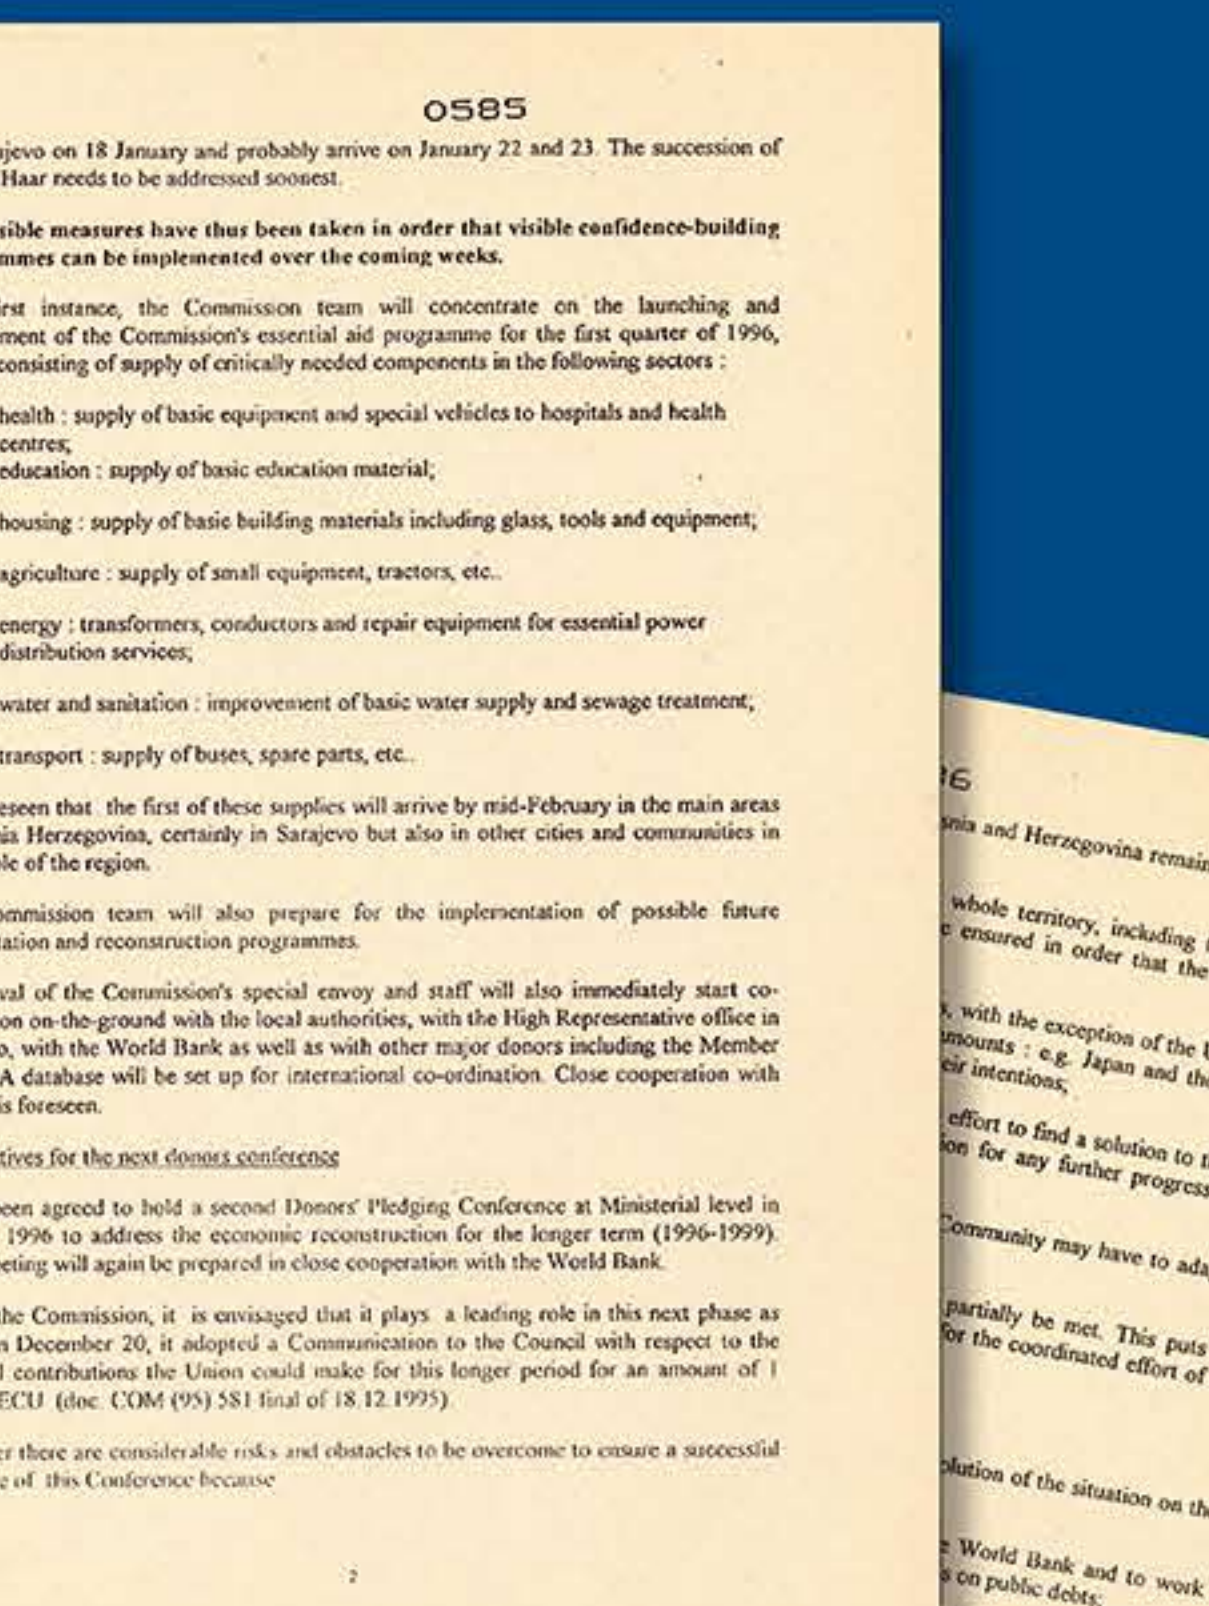 0585
ajevo on 18 January and probably arrive on January 22 and 23. The succession of
Haar needs to be addressed soonest.
sible measures have thus been taken in order that visible confidence-building
mmes can be implemented over the coming weeks.
irst instance, the Commission team will concentrate on the launching and
ment of the Commission's essential aid programme for the first quarter of 1996,
consisting of supply of critically needed components in the following sectors :
health : supply of basic equipment and special vehicles to hospitals and health
centres;
education : supply of basic education material;
housing : supply of basic building materials including glass, tools and equipment;
agriculture : supply of small equipment, tractors, etc..
energy : transformers, conductors and repair equipment for essential power
distribution services;
water and sanitation : improvement of basic water supply and sewage treatment;
transport : supply of buses, spare parts, etc..
eseen that the first of these supplies will arrive by mid-February in the main areas
nia Herzegovina, certainly in Sarajevo but also in other cities and communities in
ole of the region.
ommission team will also prepare for the implementation of possible future
tation and reconstruction programmes.
val of the Commission's special envoy and staff will also immediately start co-
on on-the-ground with the local authorities, with the High Representative office in
o, with the World Bank as well as with other major donors including the Member
A database will be set up for international co-ordination. Close cooperation with
is foreseen.
tives for the next donors conference
een agreed to hold a second Donors' Pledging Conference at Ministerial level in
1996 to address the economic reconstruction for the longer term (1996-1999).
eeting will again be prepared in close cooperation with the World Bank.
the Commission, it is envisaged that it plays a leading role in this next phase as
n December 20, it adopted a Communication to the Council with respect to the
l contributions the Union could make for this longer period for an amount of 1
ECU (doc. COM (95) 581 final of 18.12.1995)
er there are considerable risks and obstacles to be overcome to ensure a successful
e of this Conference because
2
86
snia and Herzegovina remain
whole territory, including
e ensured in order that the
s, with the exception of the
mounts : e.g. Japan and the
eir intentions;
effort to find a solution to
ion for any further progress
Community may have to ada
partially be met. This puts
for the coordinated effort of
olution of the situation on the
e World Bank and to work
s on public debts;